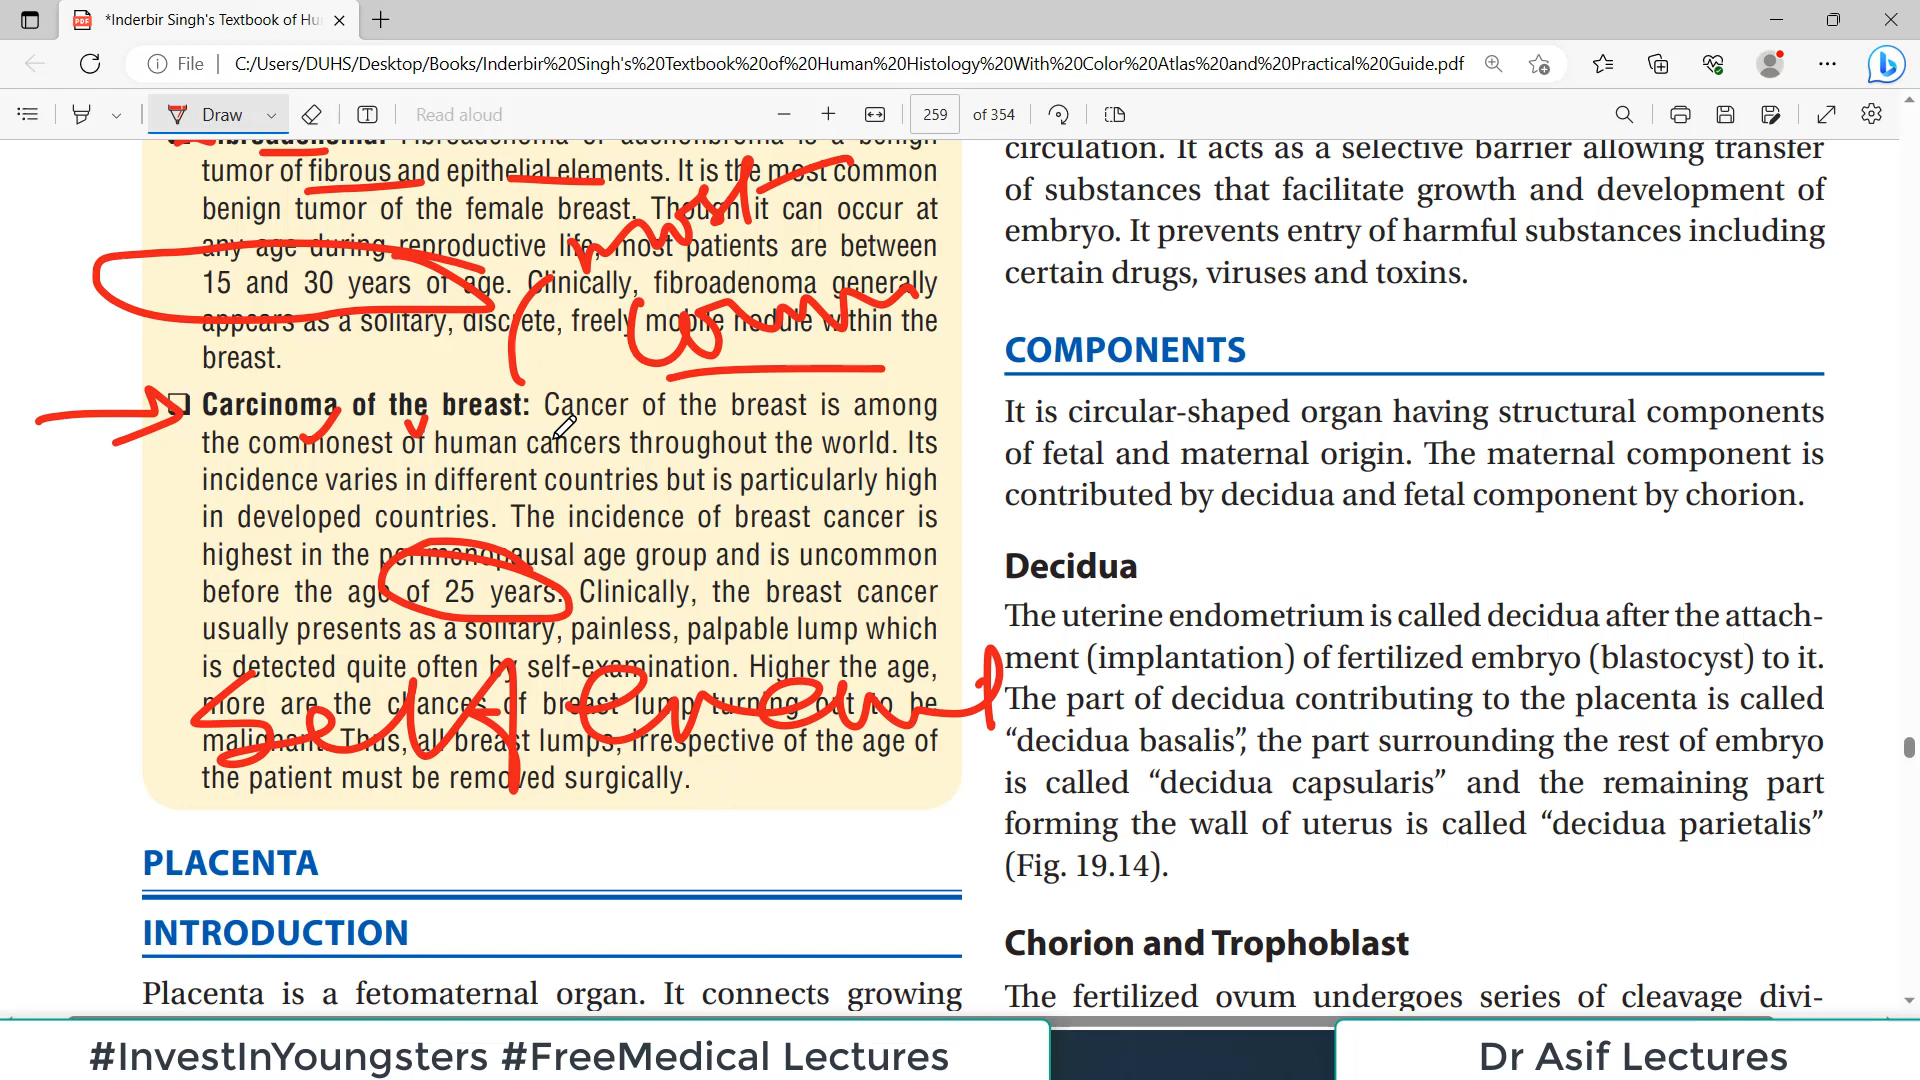 *Inderbir Singh's Textbook of Hu
File
C:/Users/DUHS/Desktop/Books/Inderbir%20Singh's%20Textbook%20of%20Human%20Histology%20With%20Color%20Atlas%20and%20Practical%20Guide.pdf
Draw
Read aloud
259 of 354
Fibroadenoma: Fibroadenoma or adenofibroma is a benign
tumor of fibrous and epithelial elements. It is the most common
benign tumor of the female breast. Though it can occur at
any age during reproductive life, most patients are between
15 and 30 years of age. Clinically, fibroadenoma generally
appears as a solitary, discrete, freely mobile nodule within the
breast.
most
❑ Carcinoma of the breast: Cancer of the breast is among
the commonest of human cancers throughout the world. Its
incidence varies in different countries but is particularly high
in developed countries. The incidence of breast cancer is
highest in the perimenopausal age group and is uncommon
before the age of 25 years. Clinically, the breast cancer
usually presents as a solitary, painless, palpable lump which
is detected quite often by self-examination. Higher the age,
more are the chances of breast lump turning out to be
malignant. Thus, all breast lumps, irrespective of the age of
the patient must be removed surgically.
PLACENTA
INTRODUCTION
Placenta is a fetomaternal organ. It connects growing
circulation. It acts as a selective barrier allowing transfer
of substances that facilitate growth and development of
embryo. It prevents entry of harmful substances including
certain drugs, viruses and toxins.
COMPONENTS
It is circular-shaped organ having structural components
of fetal and maternal origin. The maternal component is
contributed by decidua and fetal component by chorion.
Decidua
The uterine endometrium is called decidua after the attach-
ment (implantation) of fertilized embryo (blastocyst) to it.
The part of decidua contributing to the placenta is called
“decidua basalis”, the part surrounding the rest of embryo
is called “decidua capsularis” and the remaining part
forming the wall of uterus is called “decidua parietalis”
(Fig. 19.14).
Chorion and Trophoblast
The fertilized ovum undergoes series of cleavage divi-
#InvestInYoungsters #FreeMedical Lectures
Dr Asif Lectures